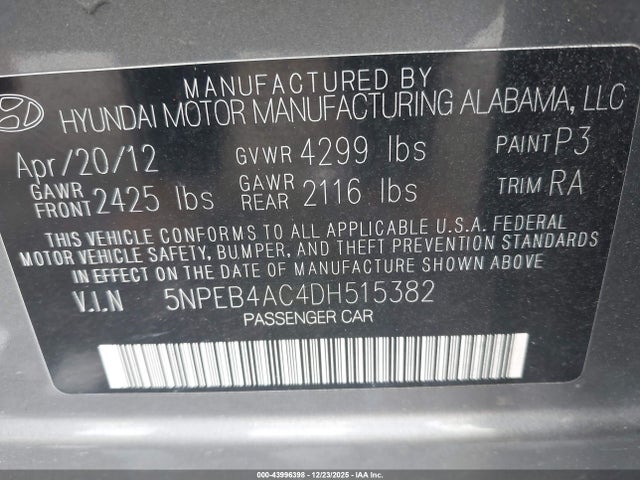 MANUFACTURED BY
HYUNDAI MOTOR MANUFACTURING ALABAMA, LLC
Apr/20/12 GVWR 4299 lbs PAINT P3
GAWR FRONT 2425 lbs GAWR REAR 2116 lbs TRIM RA
THIS VEHICLE CONFORMS TO ALL APPLICABLE U.S.A. FEDERAL
MOTOR VEHICLE SAFETY, BUMPER, AND THEFT PREVENTION STANDARDS
IN EFFECT ON THE DATE OF MANUFACTURE SHOWN ABOVE
V.I.N 5NPEB4AC4DH515382
PASSENGER CAR
000-43996398 - 12/23/2025 - IAA Inc.